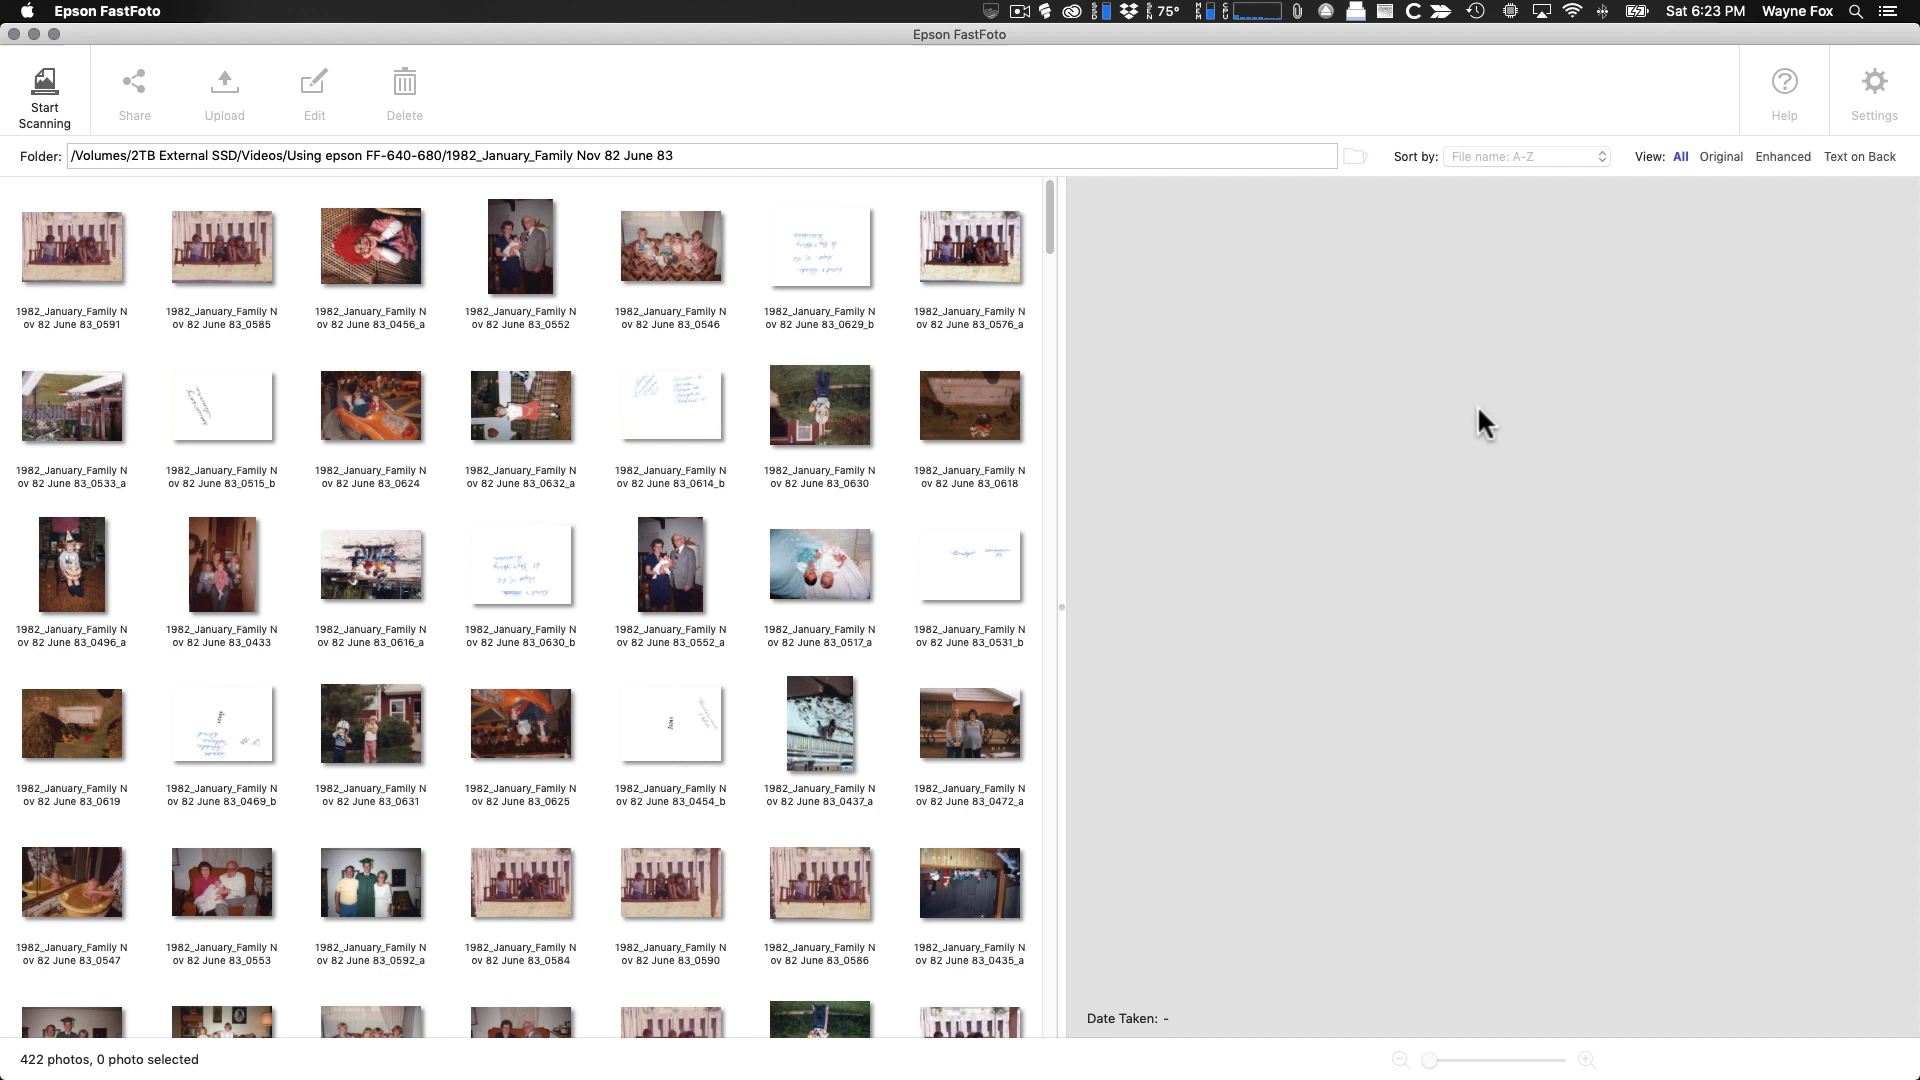 Epson FastFoto
75°
Sat 6:23 PM
Wayne Fox
Epson FastFoto
Start
Scanning
Share
Upload
Edit
Delete
Help
Settings
Folder: /Volumes/2TB External SSD/Videos/Using epson FF-640-680/1982_January_Family Nov 82 June 83
Sort by: File name: A-Z
View: All Original Enhanced Text on Back
1982_January_Family N
ov 82 June 83_0591
1982_January_Family N
ov 82 June 83_0585
1982_January_Family N
ov 82 June 83_0456_a
1982_January_Family N
ov 82 June 83_0552
1982_January_Family N
ov 82 June 83_0546
1982_January_Family N
ov 82 June 83_0629_b
1982_January_Family N
ov 82 June 83_0576_a
1982_January_Family N
ov 82 June 83_0533_a
1982_January_Family N
ov 82 June 83_0515_b
1982_January_Family N
ov 82 June 83_0624
1982_January_Family N
ov 82 June 83_0632_a
1982_January_Family N
ov 82 June 83_0614_b
1982_January_Family N
ov 82 June 83_0630
1982_January_Family N
ov 82 June 83_0618
1982_January_Family N
ov 82 June 83_0496_a
1982_January_Family N
ov 82 June 83_0433
1982_January_Family N
ov 82 June 83_0616_a
1982_January_Family N
ov 82 June 83_0630_b
1982_January_Family N
ov 82 June 83_0552_a
1982_January_Family N
ov 82 June 83_0517_a
1982_January_Family N
ov 82 June 83_0531_b
1982_January_Family N
ov 82 June 83_0619
1982_January_Family N
ov 82 June 83_0469_b
1982_January_Family N
ov 82 June 83_0631
1982_January_Family N
ov 82 June 83_0625
1982_January_Family N
ov 82 June 83_0454_b
1982_January_Family N
ov 82 June 83_0437_a
1982_January_Family N
ov 82 June 83_0472_a
1982_January_Family N
ov 82 June 83_0547
1982_January_Family N
ov 82 June 83_0553
1982_January_Family N
ov 82 June 83_0592_a
1982_January_Family N
ov 82 June 83_0584
1982_January_Family N
ov 82 June 83_0590
1982_January_Family N
ov 82 June 83_0586
1982_January_Family N
ov 82 June 83_0435_a
Date Taken: -
422 photos, 0 photo selected